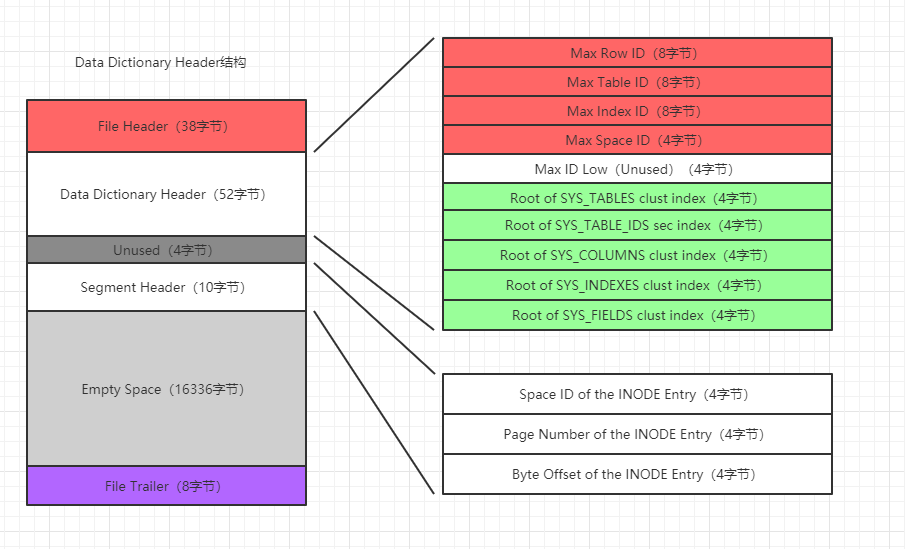 Data Dictionary Header结构
File Header（38字节）
Data Dictionary Header（52字节）
Unused（4字节）
Segment Header（10字节）
Empty Space（16336字节）
File Trailer（8字节）
Max Row ID（8字节）
Max Table ID（8字节）
Max Index ID（8字节）
Max Space ID（4字节）
Max ID Low（Unused）（4字节）
Root of SYS_TABLES clust index（4字节）
Root of SYS_TABLE_IDS sec index（4字节）
Root of SYS_COLUMNS clust index（4字节）
Root of SYS_INDEXES clust index（4字节）
Root of SYS_FIELDS clust index（4字节）
Space ID of the INODE Entry（4字节）
Page Number of the INODE Entry（4字节）
Byte Offset of the INODE Entry（4字节）